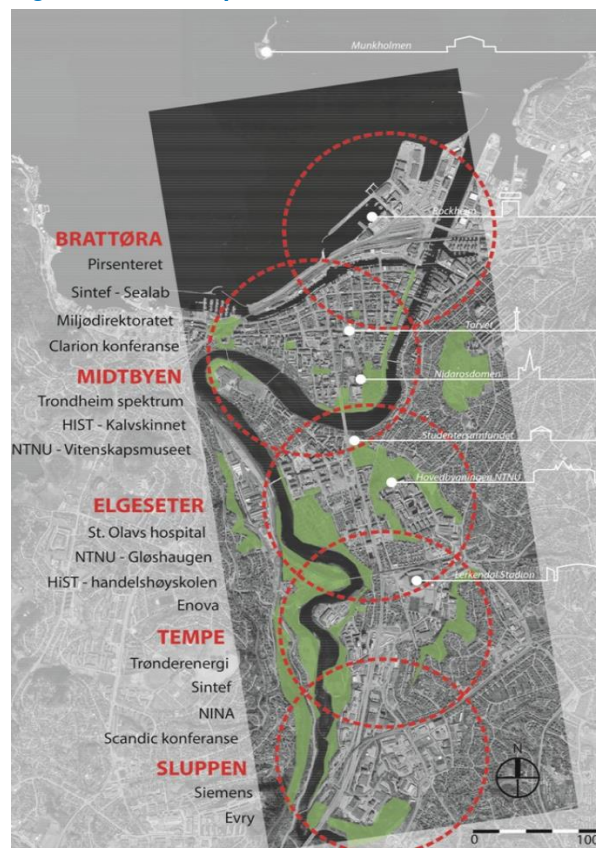 Munkholmen
Rockheim
BRATTØRA
Pirsenteret
Sintef - Sealab
Miljødirektoratet
Clarion konferanse
Torvet
MIDTBYEN
Trondheim spektrum
HIST - Kalvskinnet
NTNU - Vitenskapsmuseet
Nidarosdomen
Studentersamfundet
Hovedbygningen NTNU
ELGESETER
St. Olavs hospital
NTNU - Gløshaugen
HiST - handelshøyskolen
Enova
Lerkendal Stadion
TEMPE
Trønderenergi
Sintef
NINA
Scandic konferanse
SLUPPEN
Siemens
Evry
N
0 100